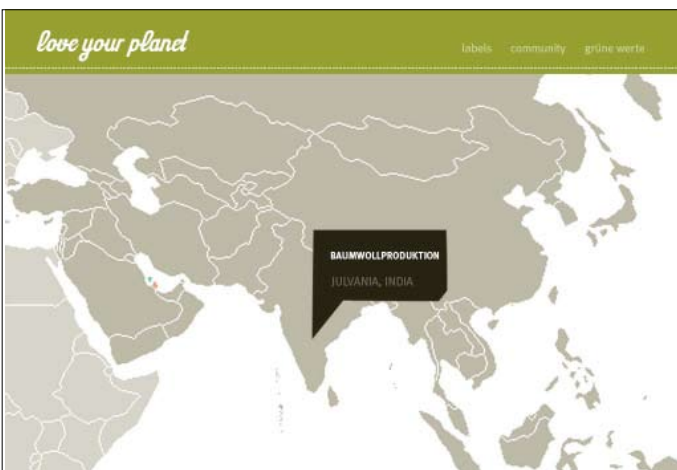 love your planet
labels community grüne werte
BAUMWOLLPRODUKTION
JULVANIA, INDIA